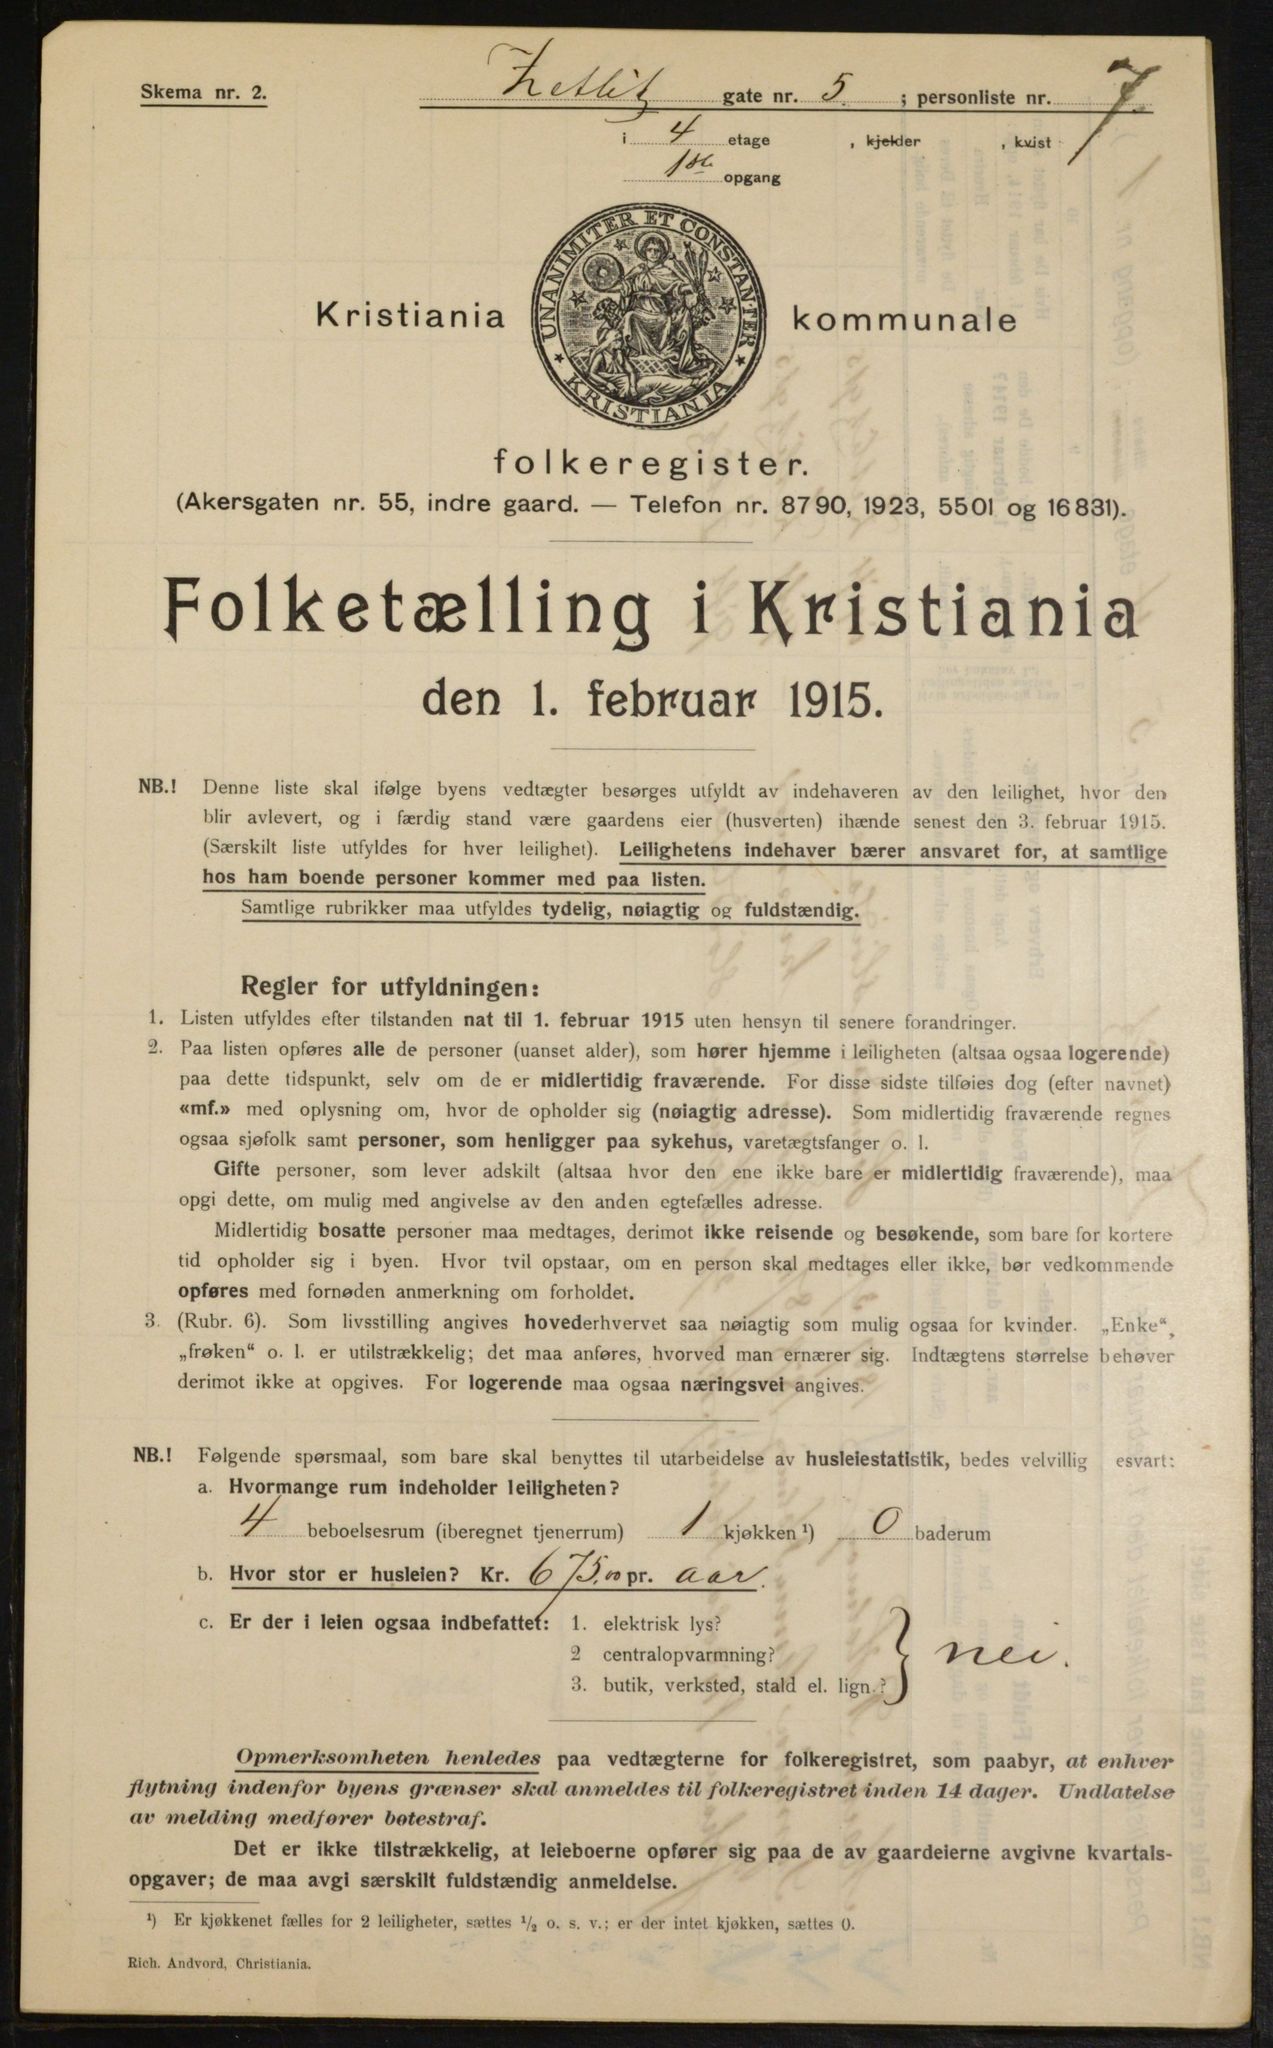 Skema nr. 2.
Zetlitz gate nr. 5. ; personliste nr. 7.
i 4 etage , kjelder , kvist
1ste opgang
UNANIMITER ET CONSTANTER
KRISTIANIA
Kristiania kommunale
folkeregister.
(Akersgaten nr. 55, indre gaard. — Telefon nr. 8790, 1923, 5501 og 16831).
Folketælling i Kristiania
den 1. februar 1915.
NB.! Denne liste skal ifølge byens vedtægter besørges utfyldt av indehaveren av den leilighet, hvor den
blir avlevert, og i færdig stand være gaardens eier (husverten) ihænde senest den 3. februar 1915.
(Særskilt liste utfyldes for hver leilighet). Leilighetens indehaver bærer ansvaret for, at samtlige
hos ham boende personer kommer med paa listen.
Samtlige rubrikker maa utfyldes tydelig, nøiagtig og fuldstændig.
Regler for utfyldningen:
1. Listen utfyldes efter tilstanden nat til 1. februar 1915 uten hensyn til senere forandringer.
2. Paa listen opføres alle de personer (uanset alder), som hører hjemme i leiligheten (altsaa ogsaa logerende)
paa dette tidspunkt, selv om de er midlertidig fraværende. For disse sidste tilføies dog (efter navnet)
«mf.» med oplysning om, hvor de opholder sig (nøiagtig adresse). Som midlertidig fraværende regnes
ogsaa sjøfolk samt personer, som henligger paa sykehus, varetægtsfanger o. l.
Gifte personer, som lever adskilt (altsaa hvor den ene ikke bare er midlertidig fraværende), maa
opgi dette, om mulig med angivelse av den anden egtefælles adresse.
Midlertidig bosatte personer maa medtages, derimot ikke reisende og besøkende, som bare for kortere
tid opholder sig i byen. Hvor tvil opstaar, om en person skal medtages eller ikke, bør vedkommende
opføres med fornøden anmerkning om forholdet.
3. (Rubr. 6). Som livsstilling angives hovederhvervet saa nøiagtig som mulig ogsaa for kvinder. „Enke“,
„frøken“ o. l. er utilstrækkelig; det maa anføres, hvorved man ernærer sig. Indtægtens størrelse behøver
derimot ikke at opgives. For logerende maa ogsaa næringsvei angives.
NB.! Følgende spørsmaal, som bare skal benyttes til utarbeidelse av husleiestatistik, bedes velvillig esvart:
a. Hvormange rum indeholder leiligheten?
4 beboelsesrum (iberegnet tjenerrum) 1 kjøkken ¹) 0 baderum
b. Hvor stor er husleien? Kr. 675,00 pr. aar.
c. Er der i leien ogsaa indbefattet: 1. elektrisk lys?
2 centralopvarmning? nei.
3. butik, verksted, stald el. lign.?
Opmerksomheten henledes paa vedtægterne for folkeregistret, som paabyr, at enhver
flytning indenfor byens grænser skal anmeldes til folkeregistret inden 14 dager. Undlatelse
av melding medfører bøtestraf.
Det er ikke tilstrækkelig, at leieboerne opfører sig paa de av gaardeierne avgivne kvartals-
opgaver; de maa avgi særskilt fuldstændig anmeldelse.
¹) Er kjøkkenet fælles for 2 leiligheter, sættes ½ o. s. v.; er der intet kjøkken, sættes 0.
Rich. Andvord, Christiania.